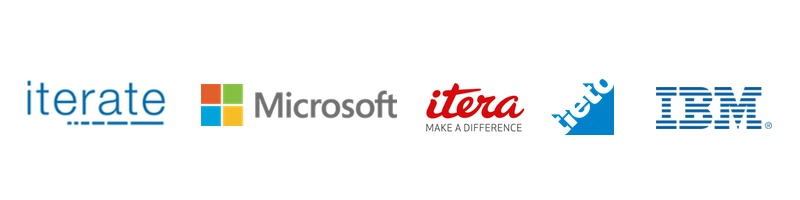 iterate
Microsoft
itera
MAKE A DIFFERENCE
tieto
IBM®